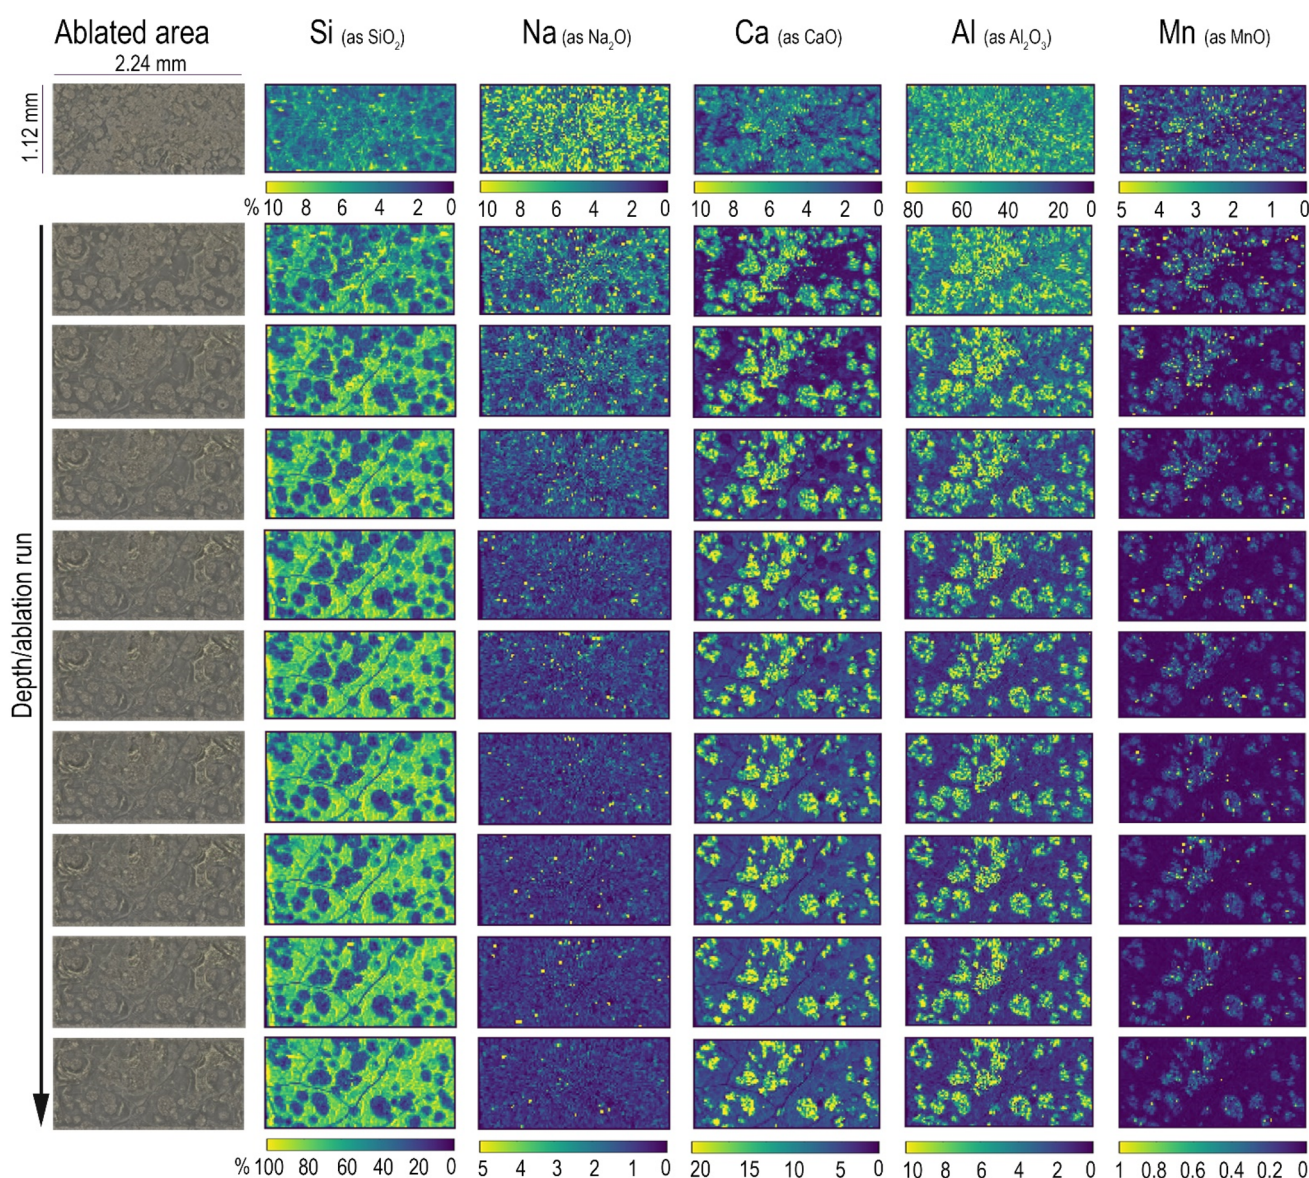 Ablated area Si (as SiO₂) Na (as Na₂O) Ca (as CaO) Al (as Al₂O₃) Mn (as MnO)
2.24 mm
1.12 mm
% 10 8 6 4 2 0 10 8 6 4 2 0 10 8 6 4 2 0 80 60 40 20 0 5 4 3 2 1 0
Depth/ablation run
% 100 80 60 40 20 0 5 4 3 2 1 0 20 15 10 5 0 10 8 6 4 2 0 1 0.8 0.6 0.4 0.2 0